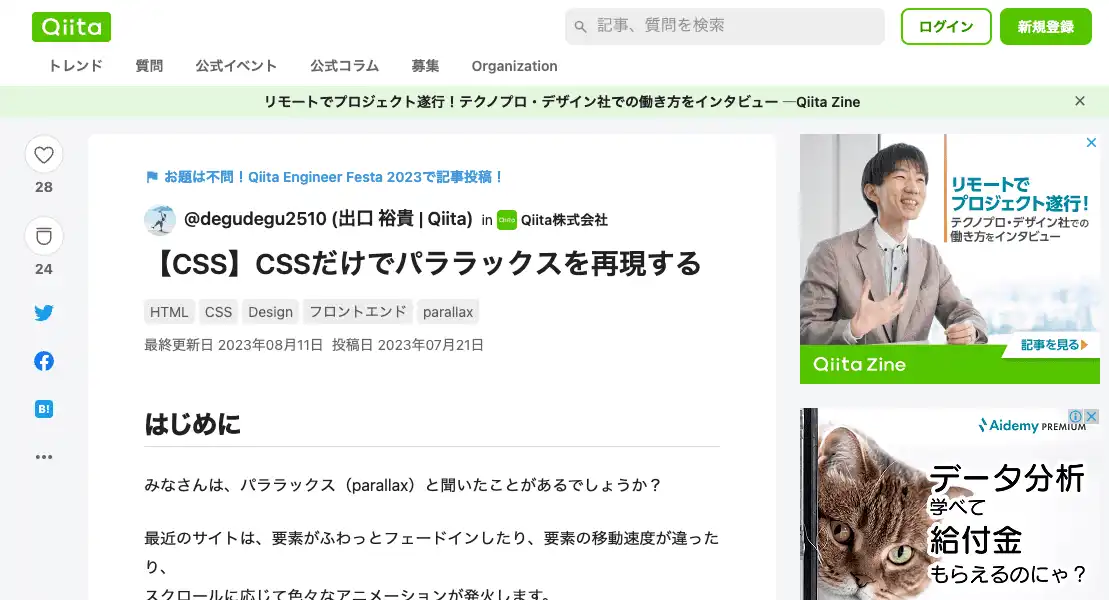 Qiita
記事、質問を検索
ログイン
新規登録
トレンド 質問 公式イベント 公式コラム 募集 Organization
リモートでプロジェクト遂行！テクノプロ・デザイン社での働き方をインタビュー ―Qiita Zine
28
24
B!
お題は不問！Qiita Engineer Festa 2023で記事投稿！
@degudegu2510 (出口 裕貴 | Qiita) in Qiita Qiita株式会社
【CSS】CSSだけでパララックスを再現する
HTML CSS Design フロントエンド parallax
最終更新日 2023年08月11日 投稿日 2023年07月21日
はじめに
みなさんは、パララックス（parallax）と聞いたことがあるでしょうか？
最近のサイトは、要素がふわっとフェードインしたり、要素の移動速度が違った
り、
スクロールに応じて色々なアニメーションが発火します。
リモートで
プロジェクト遂行！
テクノプロ・デザイン社での
働き方をインタビュー
記事を見る
Qiita Zine
Aidemy PREMIUM
データ分析
学べて
給付金
もらえるのにゃ？